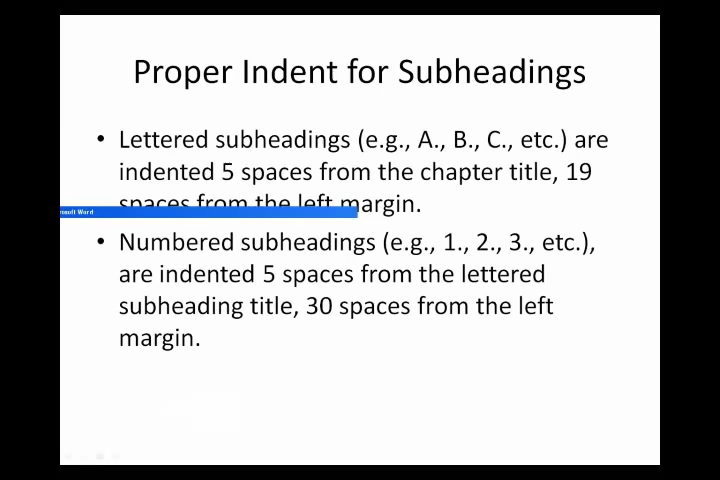 Proper Indent for Subheadings
• Lettered subheadings (e.g., A., B., C., etc.) are
indented 5 spaces from the chapter title, 19
spaces from the left margin.
rosoft Word
• Numbered subheadings (e.g., 1., 2., 3., etc.),
are indented 5 spaces from the lettered
subheading title, 30 spaces from the left
margin.